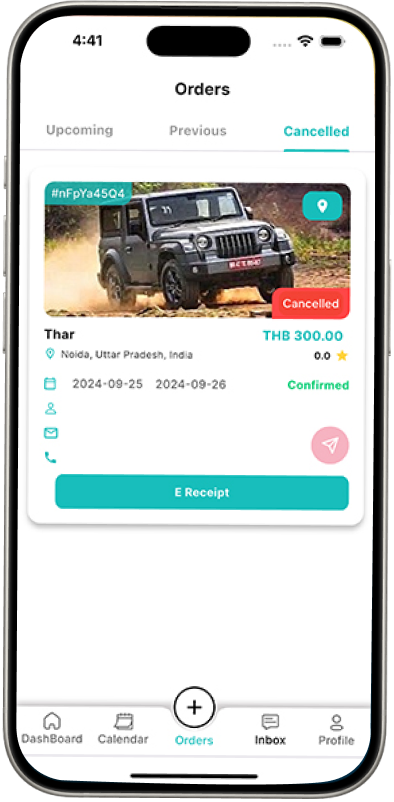 4:41
Orders
Upcoming Previous Cancelled
#nFpYa45Q4
Cancelled
Thar THB 300.00
Noida, Uttar Pradesh, India 0.0
2024-09-25 2024-09-26 Confirmed
E Receipt
DashBoard Calendar Orders Inbox Profile